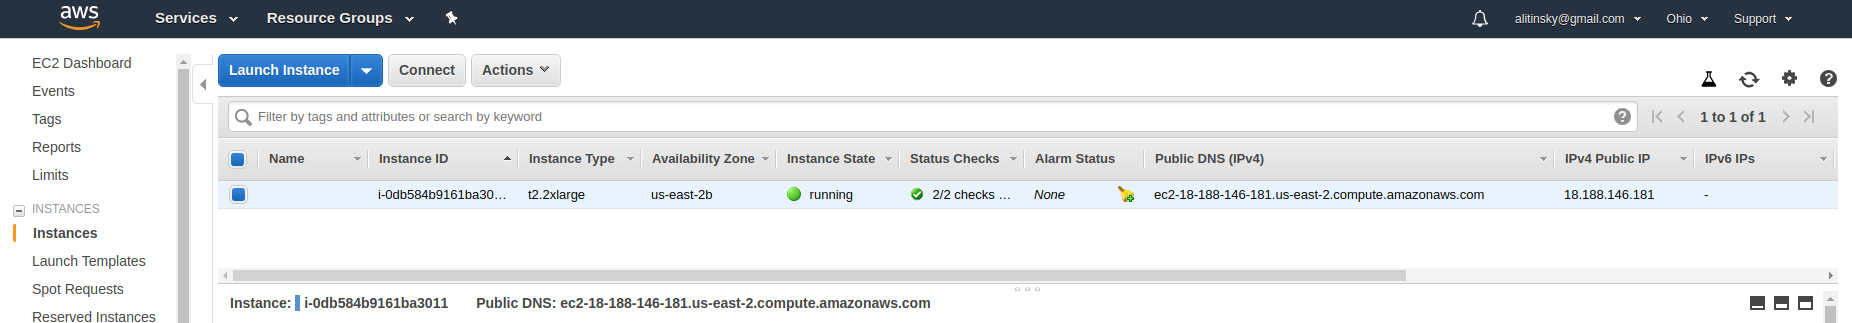 aws Services Resource Groups alitinsky@gmail.com Ohio Support
EC2 Dashboard
Events
Tags
Reports
Limits
INSTANCES
Instances
Launch Templates
Spot Requests
Reserved Instances
Launch Instance Connect Actions
Filter by tags and attributes or search by keyword 1 to 1 of 1
Name Instance ID Instance Type Availability Zone Instance State Status Checks Alarm Status Public DNS (IPv4) IPv4 Public IP IPv6 IPs
i-0db584b9161ba30... t2.2xlarge us-east-2b running 2/2 checks ... None ec2-18-188-146-181.us-east-2.compute.amazonaws.com 18.188.146.181 -
Instance: i-0db584b9161ba3011 Public DNS: ec2-18-188-146-181.us-east-2.compute.amazonaws.com